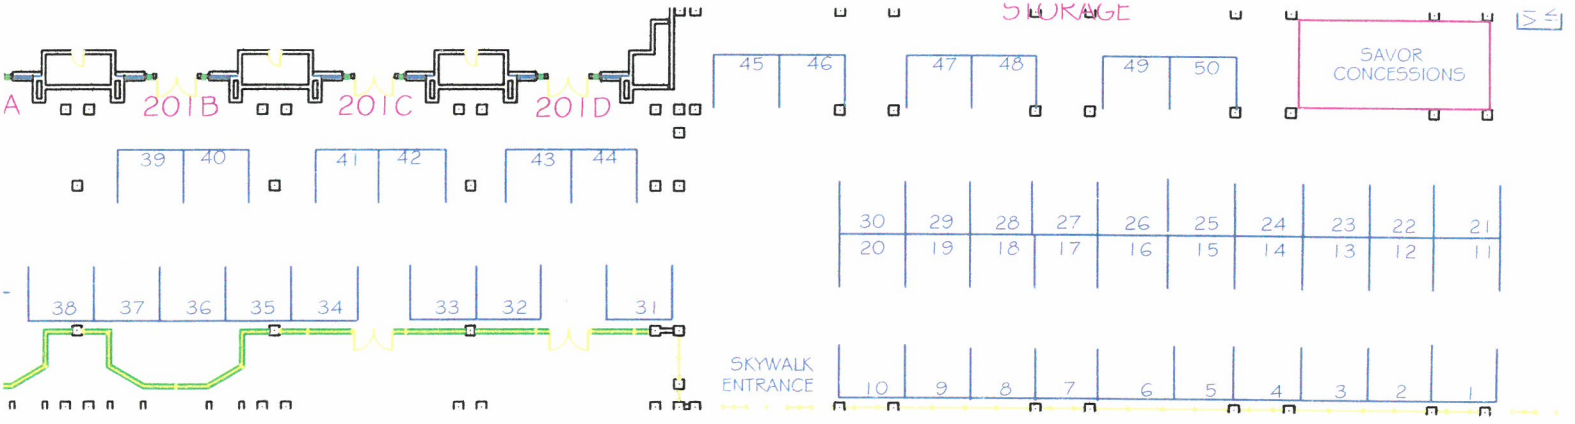 STORAGE
45 46 47 48 49 50
SAVOR
CONCESSIONS
A 201B 201C 201D
39 40 41 42 43 44
30 29 28 27 26 25 24 23 22 21
20 19 18 17 16 15 14 13 12 11
38 37 36 35 34 33 32 31
SKYWALK
ENTRANCE
10 9 8 7 6 5 4 3 2 1